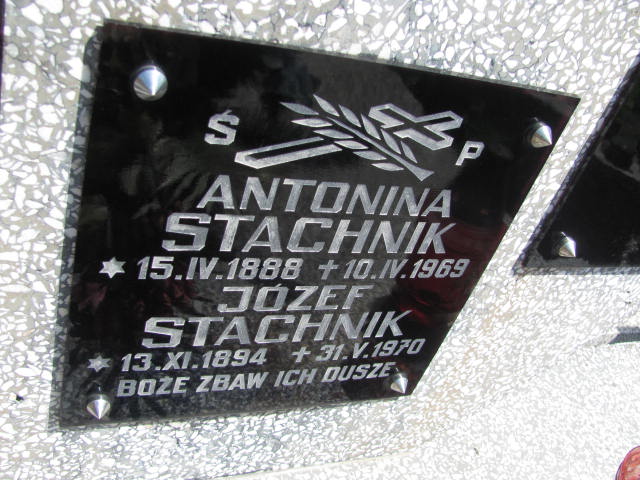 Ś P
ANTONINA
STACHNIK
✶ 15.IV.1888 + 10.IV.1969
JÓZEF
STACHNIK
✶ 13.XI.1894 + 31.V.1970
BOŻE ZBAW ICH DUSZE